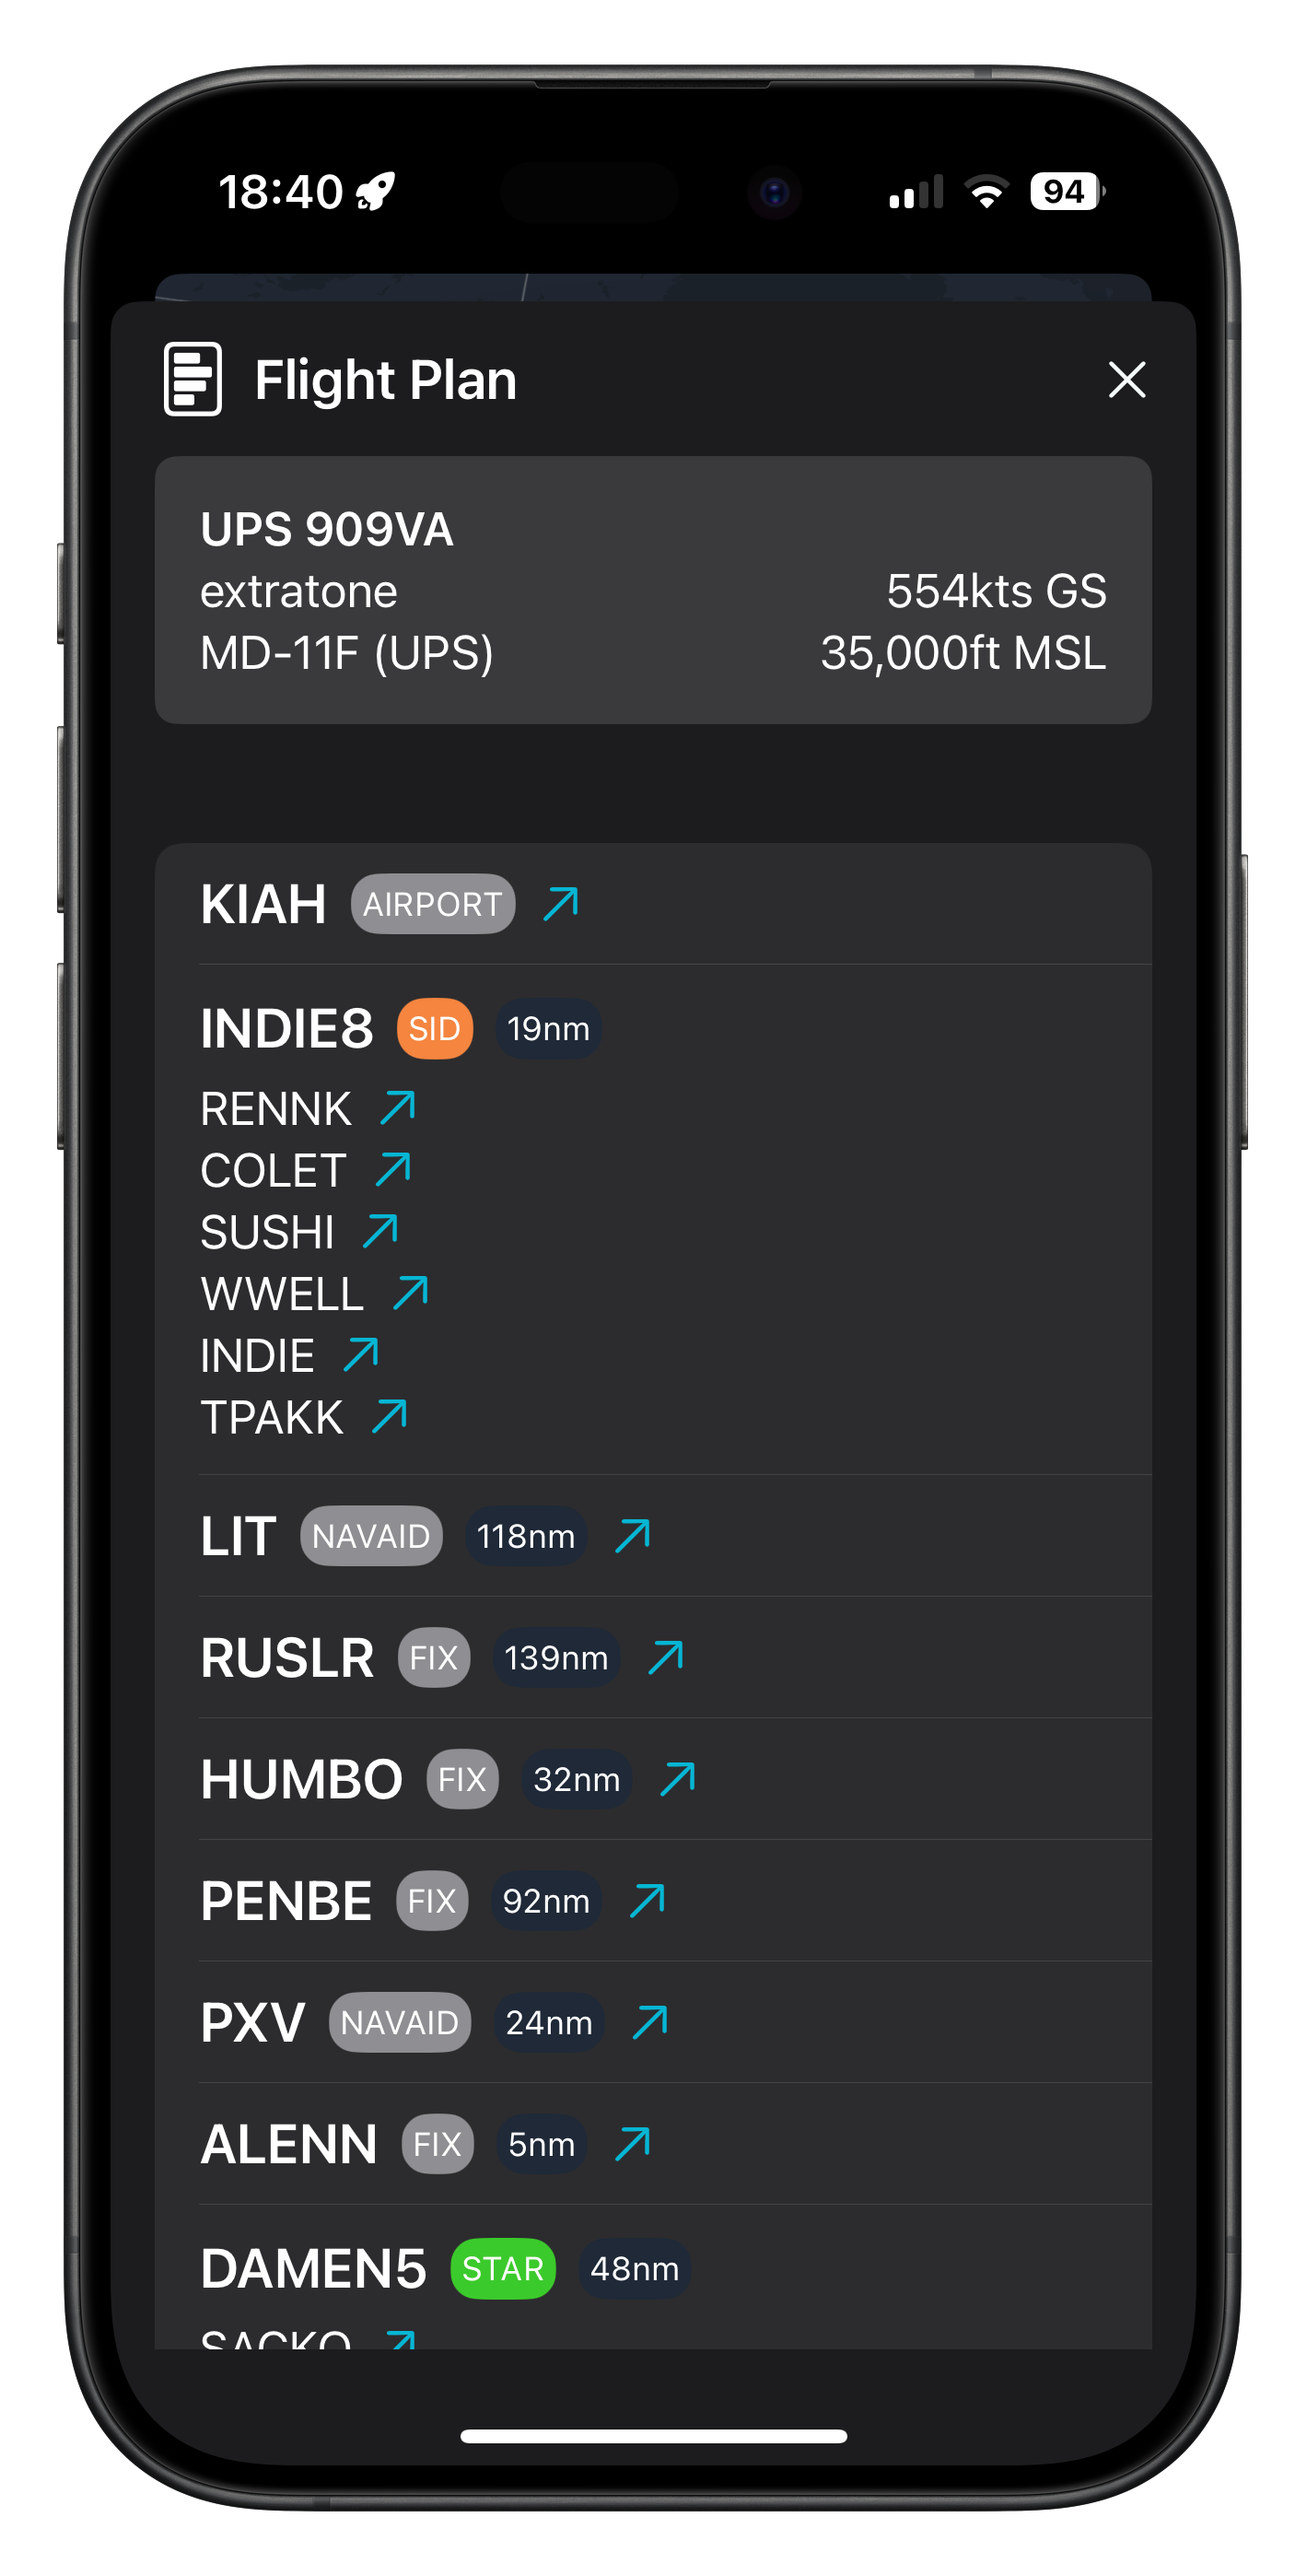 18:40 94
Flight Plan
UPS 909VA
extratone 554kts GS
MD-11F (UPS) 35,000ft MSL
KIAH AIRPORT
INDIE8 SID 19nm
RENNK
COLET
SUSHI
WWELL
INDIE
TPAKK
LIT NAVAID 118nm
RUSLR FIX 139nm
HUMBO FIX 32nm
PENBE FIX 92nm
PXV NAVAID 24nm
ALENN FIX 5nm
DAMEN5 STAR 48nm
SACKO